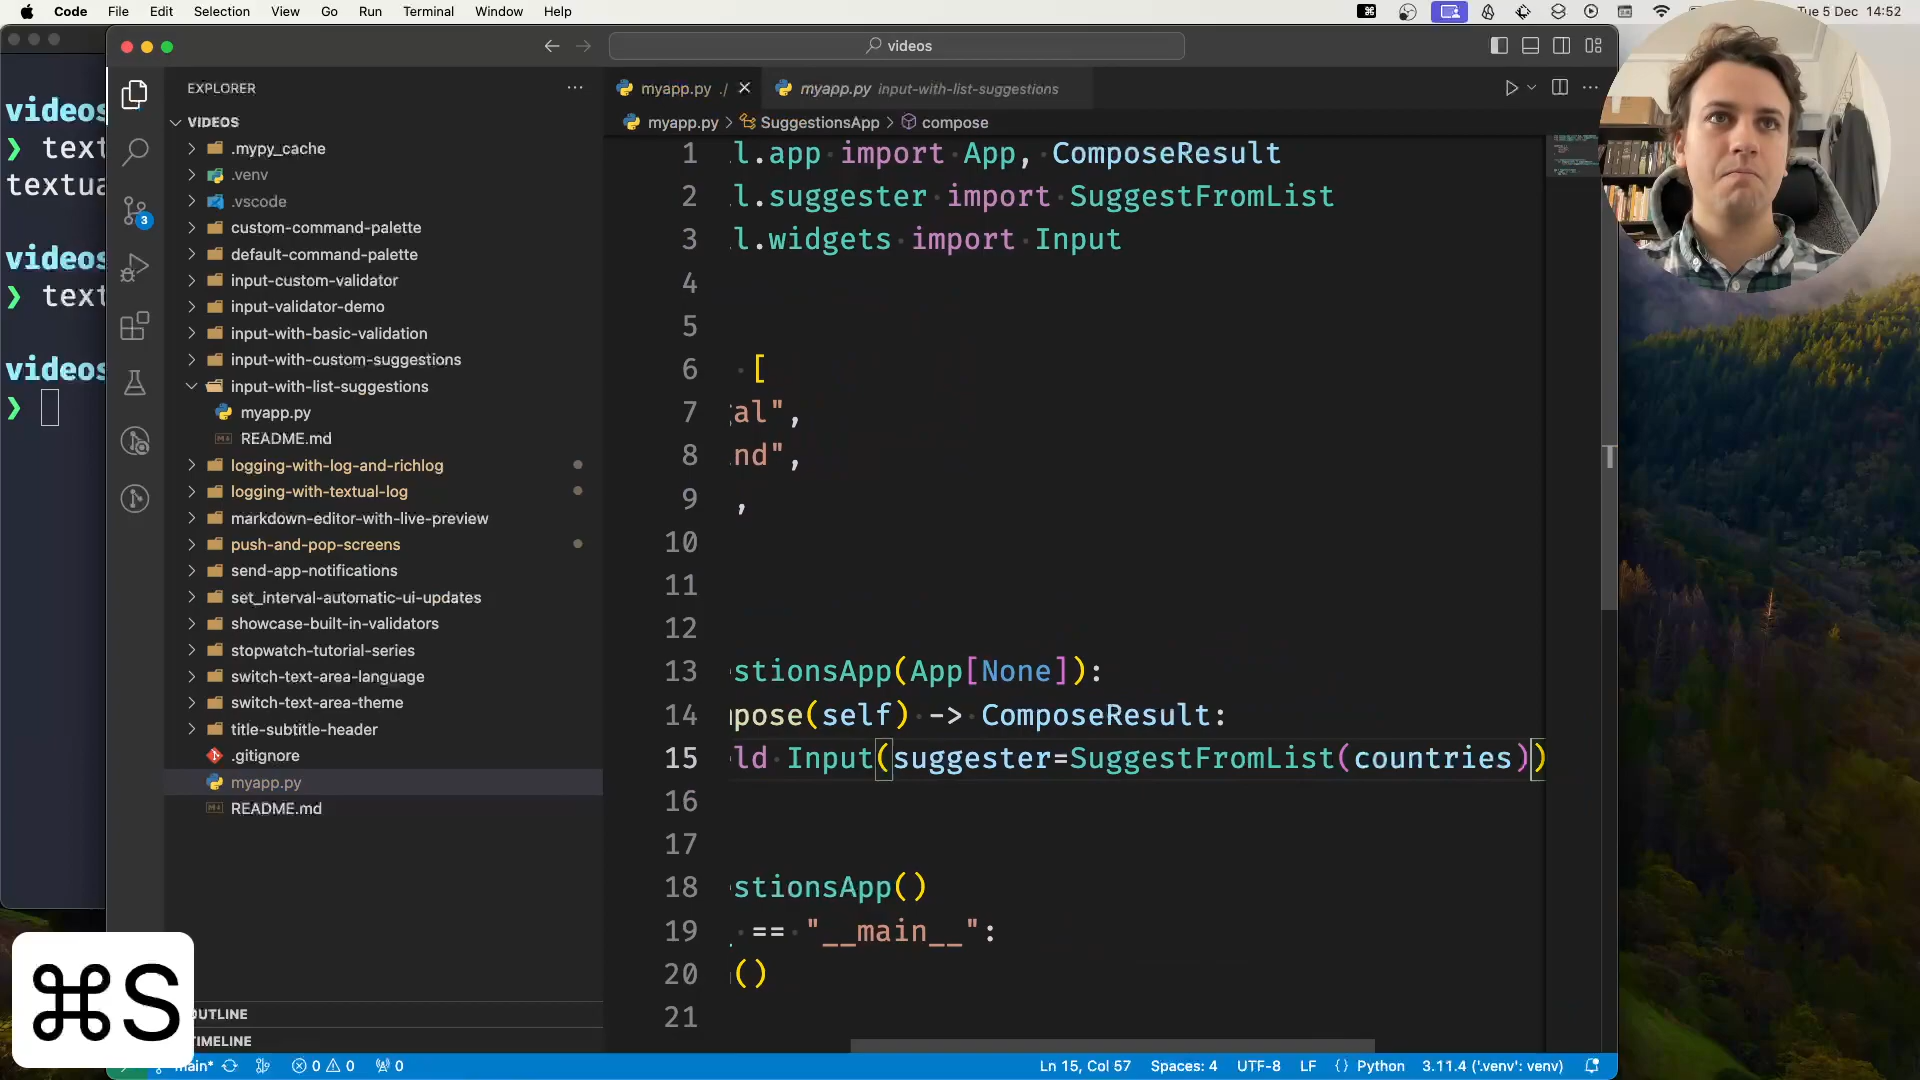 Code File Edit Selection View Go Run Terminal Window Help
Tue 5 Dec 14:52
videos
videos
❯ text
textua
videos
❯ text
videos
❯
EXPLORER
VIDEOS
.mypy_cache
.venv
.vscode
custom-command-palette
default-command-palette
input-custom-validator
input-validator-demo
input-with-basic-validation
input-with-custom-suggestions
input-with-list-suggestions
myapp.py
README.md
logging-with-log-and-richlog
logging-with-textual-log
markdown-editor-with-live-preview
push-and-pop-screens
send-app-notifications
set_interval-automatic-ui-updates
showcase-built-in-validators
stopwatch-tutorial-series
switch-text-area-language
switch-text-area-theme
title-subtitle-header
.gitignore
myapp.py
README.md
OUTLINE
TIMELINE
3
myapp.py ./
myapp.py input-with-list-suggestions
myapp.py > SuggestionsApp > compose
1 l.app import App, ComposeResult
2 l.suggester import SuggestFromList
3 l.widgets import Input
4
5
6 [
7 gal",
8 nd",
9 ,
10
11
12
13 stionsApp(App[None]):
14 pose(self) -> ComposeResult:
15 ld Input(suggester=SuggestFromList(countries))
16
17
18 stionsApp()
19 == "__main__":
20 ()
21
⌘S
main* 0 0 0 Ln 15, Col 57 Spaces: 4 UTF-8 LF Python 3.11.4 ('.venv': venv)